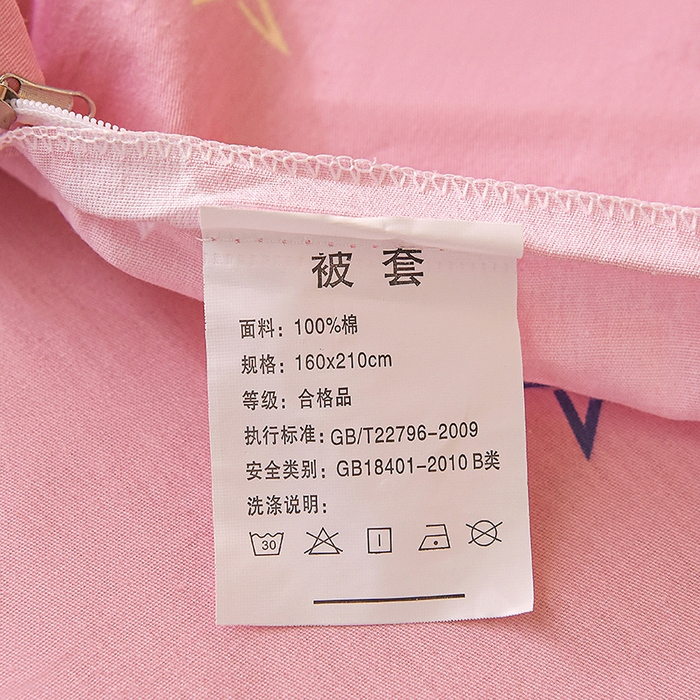 被套
面料：100%棉
规格：160x210cm
等级：合格品
执行标准：GB/T22796-2009
安全类别：GB18401-2010 B类
洗涤说明：
30